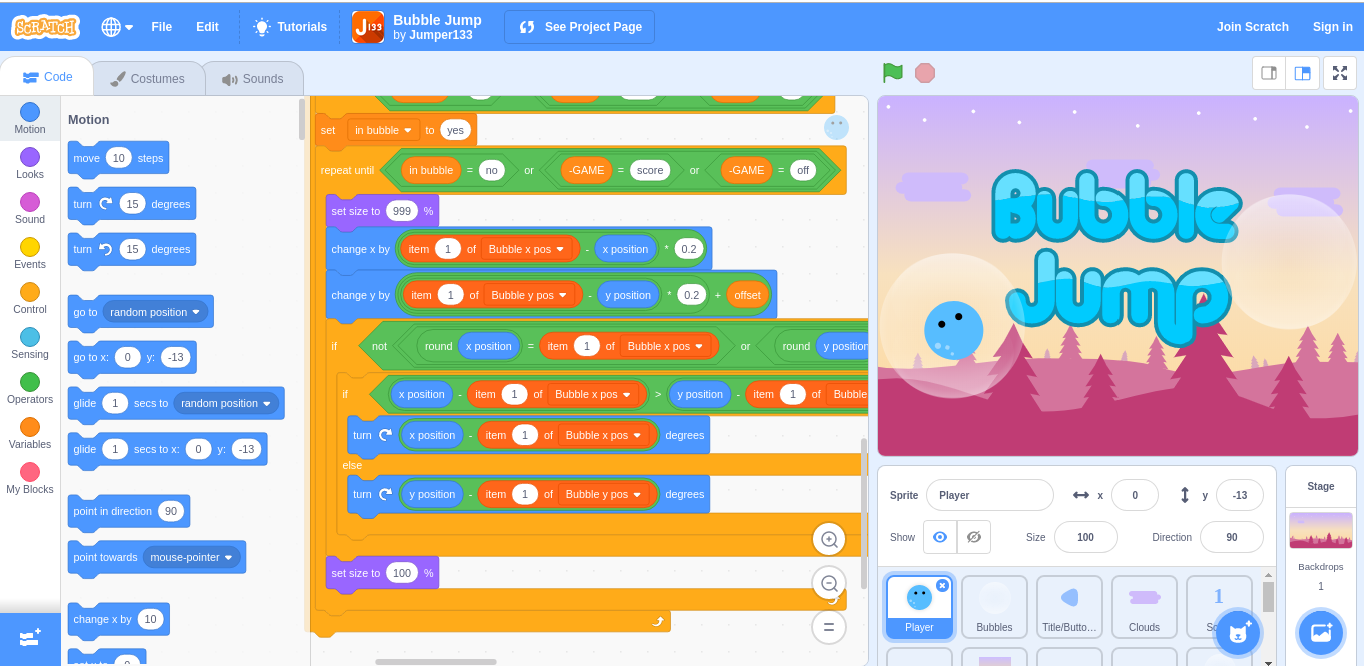 SCRATCH File Edit Tutorials J133 Bubble Jump See Project Page Join Scratch Sign in
by Jumper133
Code Costumes Sounds
Motion
Looks
Sound
Events
Control
Sensing
Operators
Variables
My Blocks
Motion
move 10 steps
turn 15 degrees
turn 15 degrees
go to random position
go to x: 0 y: -13
glide 1 secs to random position
glide 1 secs to x: 0 y: -13
point in direction 90
point towards mouse-pointer
change x by 10
set in bubble to yes
repeat until in bubble = no or -GAME = score or -GAME = off
set size to 999 %
change x by item 1 of Bubble x pos - x position * 0.2
change y by item 1 of Bubble y pos - y position * 0.2 + offset
if not round x position = item 1 of Bubble x pos or round y position
if x position - item 1 of Bubble x pos > y position - item 1 of Bubble
turn x position - item 1 of Bubble x pos degrees
else
turn y position - item 1 of Bubble y pos degrees
set size to 100 %
Bubble
Jump
Sprite Player x 0 y -13
Show Size 100 Direction 90
Player Bubbles Title/Butto... Clouds 1
Stage
Backdrops
1